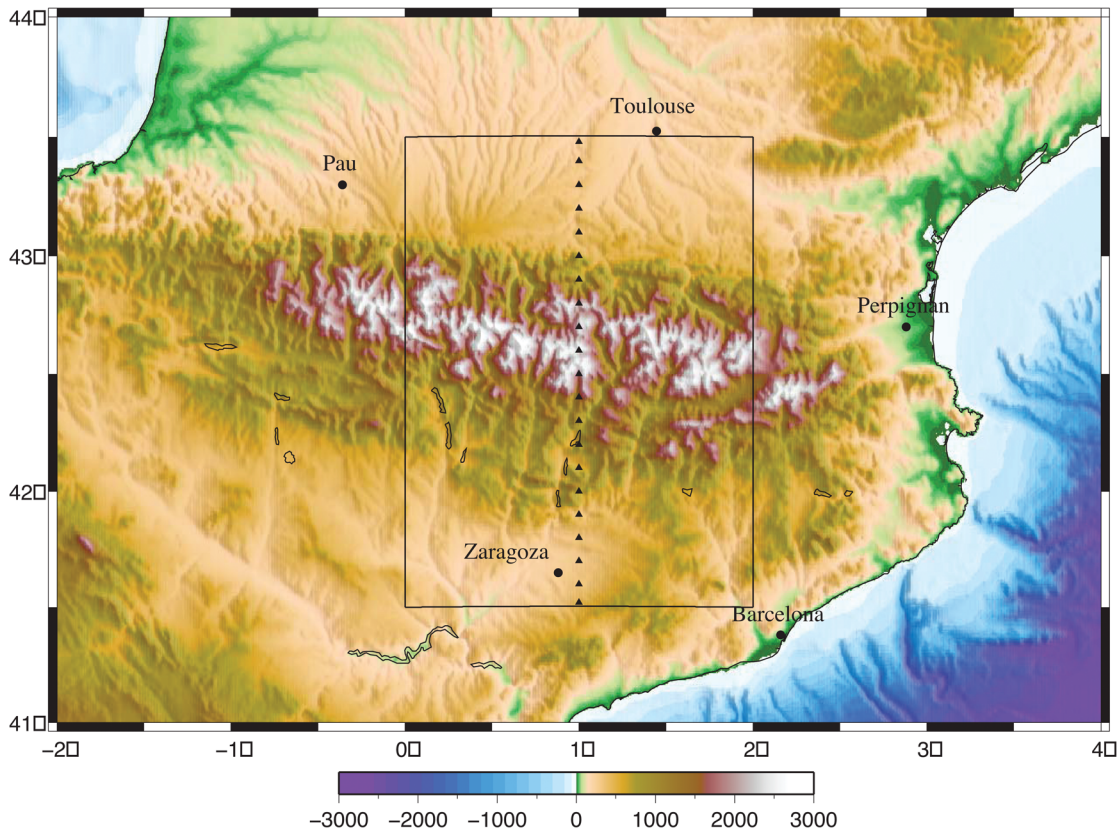 44□
Toulouse
Pau
43□
Perpignan
42□
Zaragoza
Barcelona
41□
−2□ −1□ 0□ 1□ 2□ 3□ 4□
−3000 −2000 −1000 0 1000 2000 3000